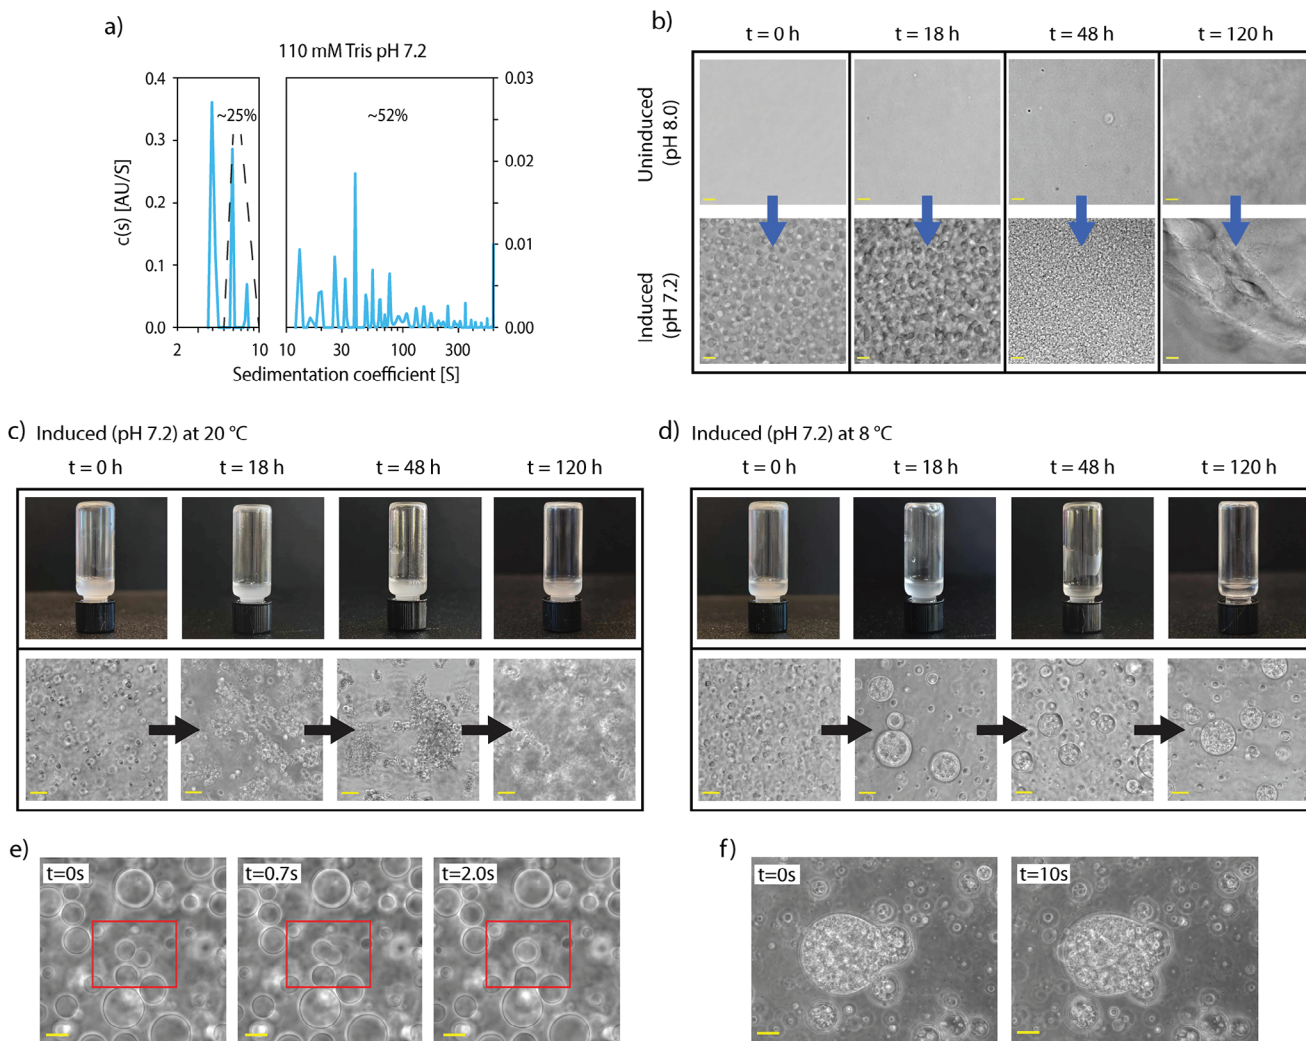 a)
110 mM Tris pH 7.2
0.4
0.3
0.2
0.1
0.0
c(s) [AU/S]
~25%
~52%
0.03
0.02
0.01
0.00
2
10
10
30
100
300
Sedimentation coefficient [S]
b)
t = 0 h
t = 18 h
t = 48 h
t = 120 h
Uninduced
(pH 8.0)
Induced
(pH 7.2)
c) Induced (pH 7.2) at 20 °C
t = 0 h
t = 18 h
t = 48 h
t = 120 h
d) Induced (pH 7.2) at 8 °C
t = 0 h
t = 18 h
t = 48 h
t = 120 h
e)
t=0s
t=0.7s
t=2.0s
f)
t=0s
t=10s